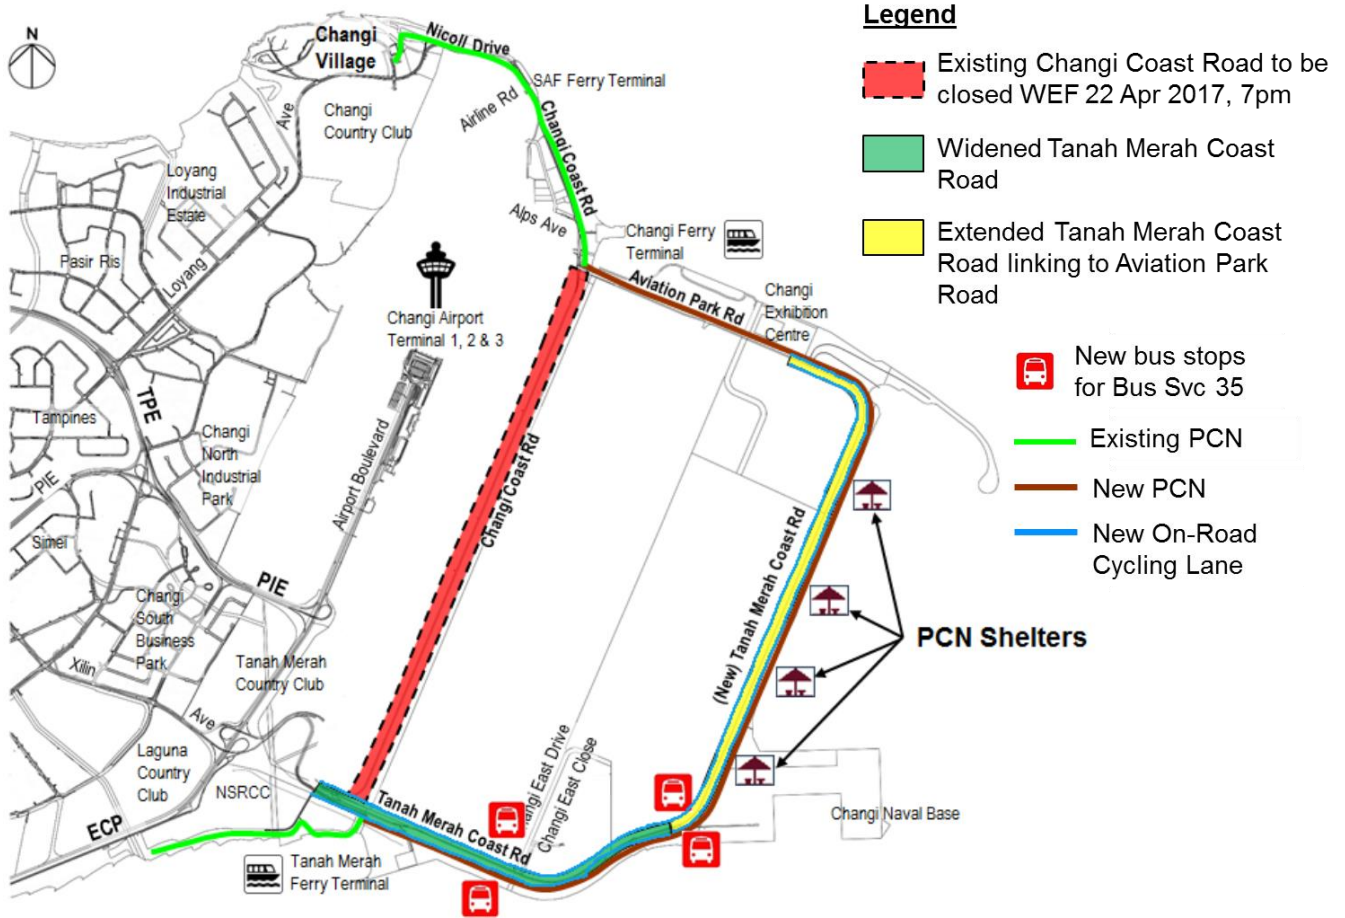 Legend
Existing Changi Coast Road to be
closed WEF 22 Apr 2017, 7pm
Widened Tanah Merah Coast
Road
Extended Tanah Merah Coast
Road linking to Aviation Park
Road
New bus stops
for Bus Svc 35
Existing PCN
New PCN
New On-Road
Cycling Lane
PCN Shelters
N
Changi
Village
Nicoll Drive
SAF Ferry Terminal
Airline Rd
Ave
Changi
Country Club
Changi Coast Rd
Loyang
Industrial
Estate
Alps Ave
Changi Ferry
Terminal
Pasir Ris
Loyang
Aviation Park Rd
Changi
Exhibition
Centre
Changi Airport
Terminal 1, 2 & 3
TPE
Tampines
Changi
North
Industrial
Park
Airport Boulevard
Changi Coast Rd
PIE
Simei
(New) Tanah Merah Coast Rd
PIE
Changi
South
Business
Park
Xilin
Tanah Merah
Country Club
Ave
Laguna
Country
Club
NSRCC
Tanah Merah Coast Rd
angi East Drive
Changi East Close
Changi Naval Base
ECP
Tanah Merah
Ferry Terminal